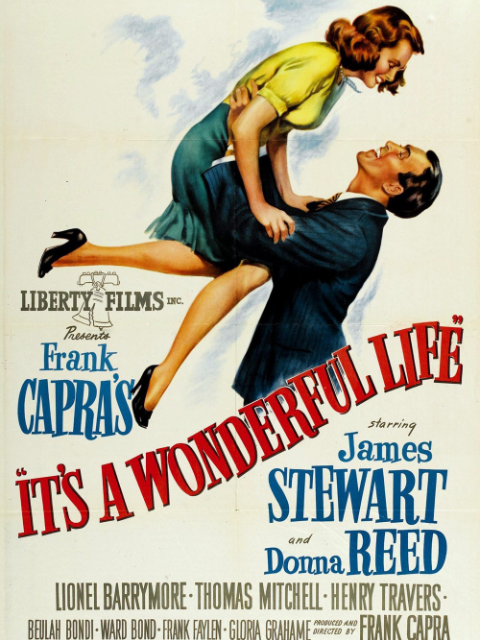 LIBERTY FILMS INC.
Presents
Frank
CAPRA'S
"IT'S A WONDERFUL LIFE"
starring
James
STEWART
and
Donna REED
LIONEL BARRYMORE · THOMAS MITCHELL · HENRY TRAVERS ·
BEULAH BONDI · WARD BOND · FRANK FAYLEN · GLORIA GRAHAME
PRODUCED AND
DIRECTED BY FRANK CAPRA